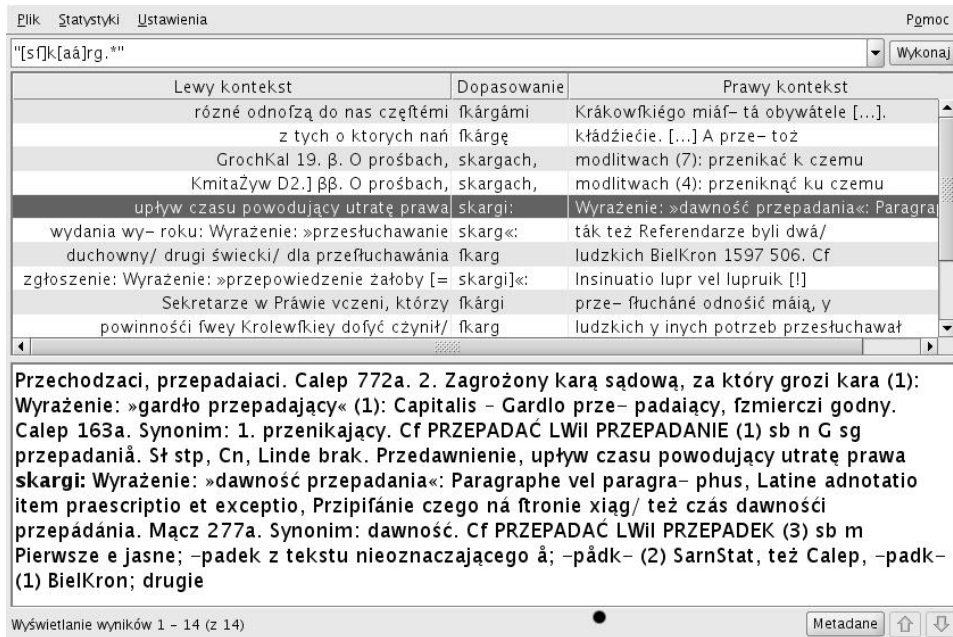 Plik Statystyki Ustawienia Pomoc
"[sſ]k[aá]rg.*" Wykonaj
Lewy kontekst Dopasowanie Prawy kontekst
rózné odnoſzą do nas częſtémi ſkárgámi Krákowſkiégo miáſ– tá obywátele [...].
z tych o ktorych nań ſkárgę kłádźiećie. [...] A prze– toż
GrochKal 19. β. O prośbach, skargach, modlitwach (7): przenikać k czemu
KmitaŻyw D2.] ββ. O prośbach, skargach, modlitwach (4): przeniknąć ku czemu
upływ czasu powodujący utratę prawa skargi: Wyrażenie: »dawność przepadania«: Paragra
wydania wy– roku: Wyrażenie: »przesłuchawanie skarg«: ták też Referendarze byli dwá/
duchowny/ drugi świecki/ dla przeſłuchawánia ſkarg ludzkich BielKron 1597 506. Cf
zgłoszenie: Wyrażenie: »przepowiedzenie żałoby [= skargi]«: Insinuatio lupr vel lupruik [!]
Sekretarze w Práwie vczeni, którzy ſkárgi prze– ſłucháné odnośić máią, y
powinnośći ſwey Krolewſkiey doſyć cżynił/ ſkarg ludzkich y inych potrzeb przesłuchawał
Przechodzaci, przepadaiaci. Calep 772a. 2. Zagrożony karą sądową, za który grozi kara (1):
Wyrażenie: »gardło przepadający« (1): Capitalis – Gardlo prze– padaiący, ſzmierczi godny.
Calep 163a. Synonim: 1. przenikający. Cf PRZEPADAĆ LWil PRZEPADANIE (1) sb n G sg
przepadaniå. Sł stp, Cn, Linde brak. Przedawnienie, upływ czasu powodujący utratę prawa
skargi: Wyrażenie: »dawność przepadania«: Paragraphe vel paragra– phus, Latine adnotatio
item praescriptio et exceptio, Przipiſánie czego ná ſtronie xiąg/ też czás dawnośći
przepádánia. Mącz 277a. Synonim: dawność. Cf PRZEPADAĆ LWil PRZEPADEK (3) sb m
Pierwsze e jasne; –padek z tekstu nieoznaczającego å; –pådk– (2) SarnStat, też Calep, –padk–
(1) BielKron; drugie
Wyświetlanie wyników 1 – 14 (z 14) Metadane